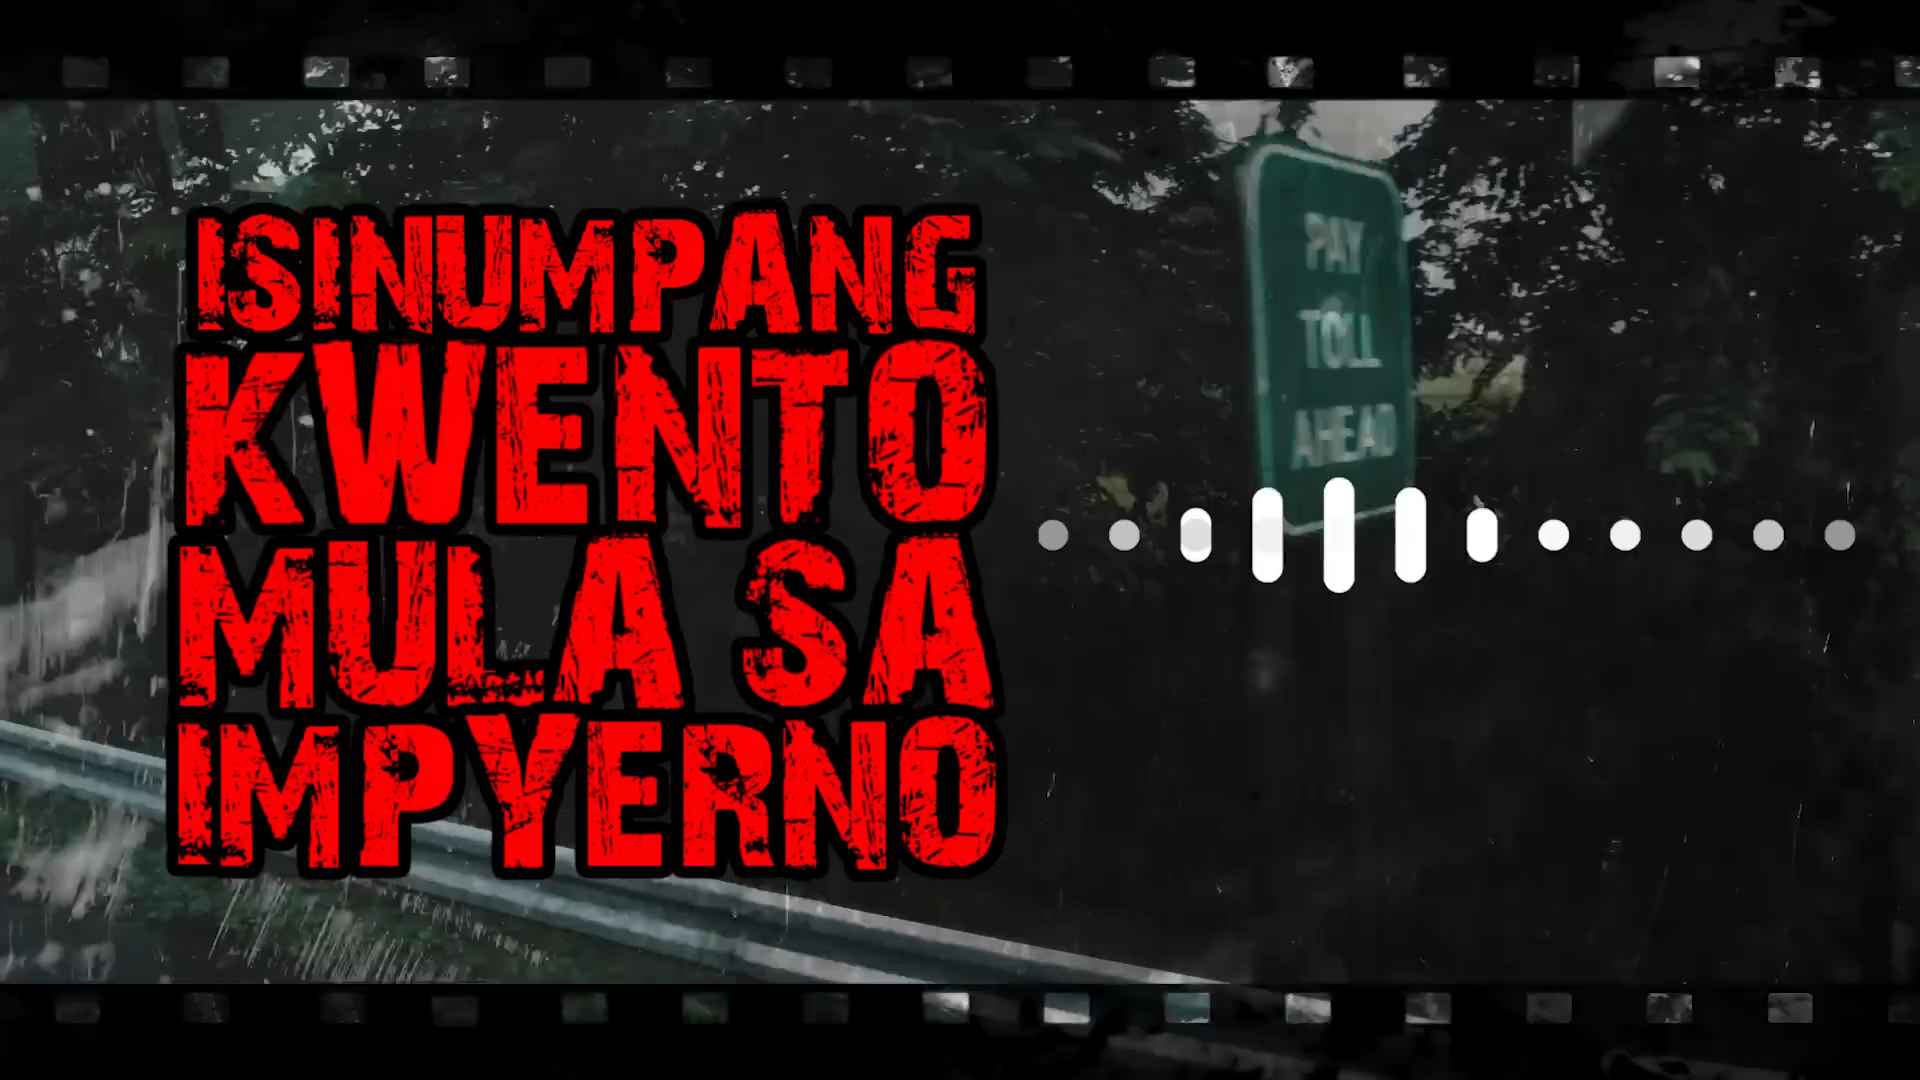 ISINUMPANG
KWENTO
MULA SA
IMPYERNO
PAY
TOLL
AHEAD